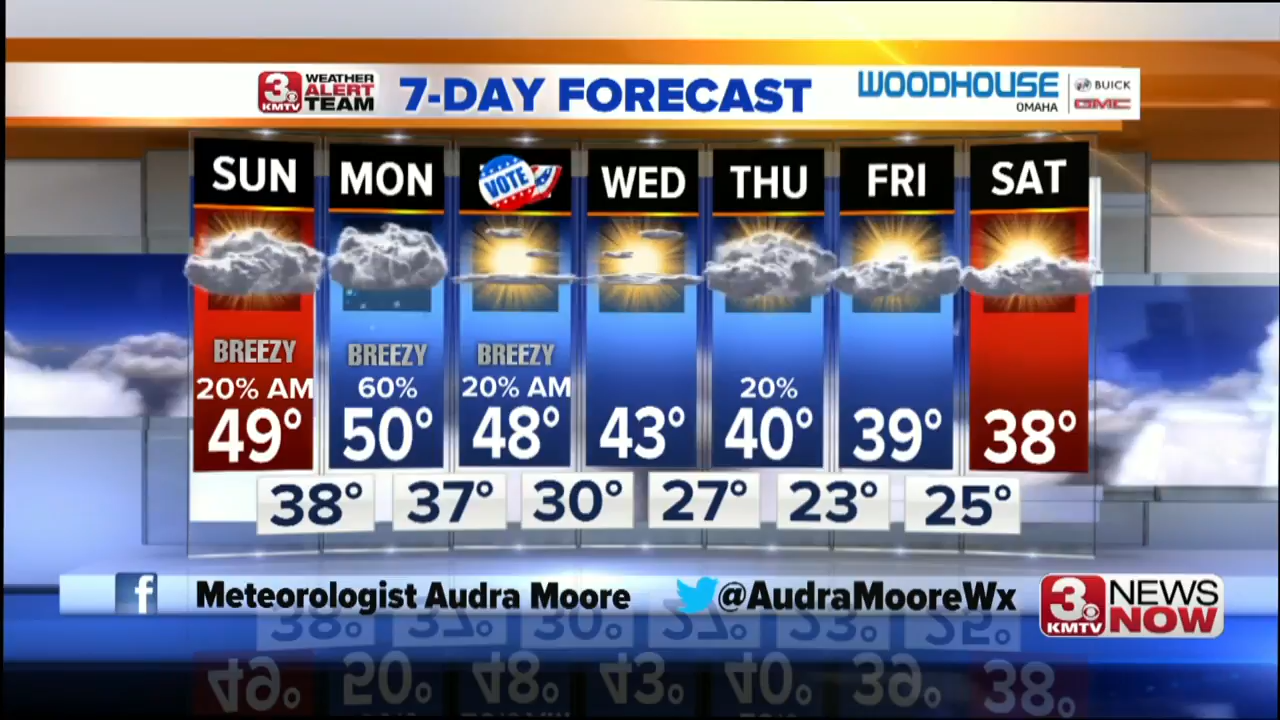 3 KMTV WEATHER ALERT TEAM
7-DAY FORECAST
WOODHOUSE OMAHA
BUICK
GMC
SUN MON VOTE WED THU FRI SAT
BREEZY BREEZY BREEZY
20% AM 60% 20% AM 20%
49° 50° 48° 43° 40° 39° 38°
38° 37° 30° 27° 23° 25°
f Meteorologist Audra Moore @AudraMooreWx
3 KMTV NEWS NOW